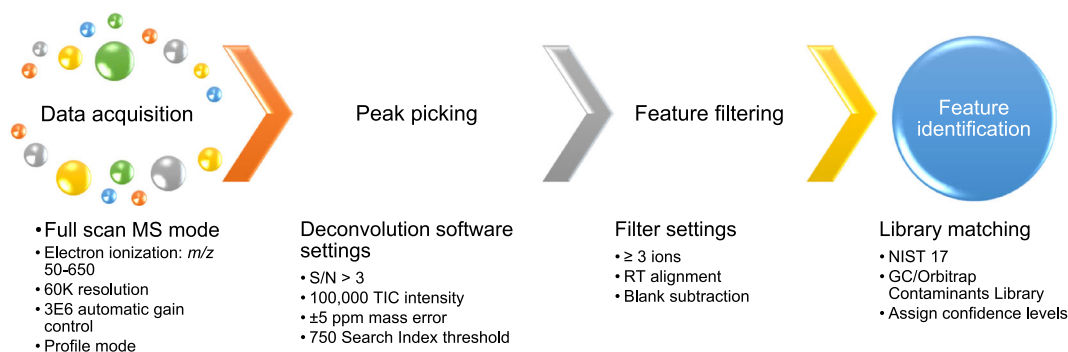 Data acquisition
Peak picking
Feature filtering
Feature
identification
•Full scan MS mode
• Electron ionization: m/z
50-650
• 60K resolution
• 3E6 automatic gain
control
• Profile mode
Deconvolution software
settings
• S/N > 3
• 100,000 TIC intensity
• ±5 ppm mass error
• 750 Search Index threshold
Filter settings
• ≥ 3 ions
• RT alignment
• Blank subtraction
Library matching
• NIST 17
• GC/Orbitrap
Contaminants Library
• Assign confidence levels